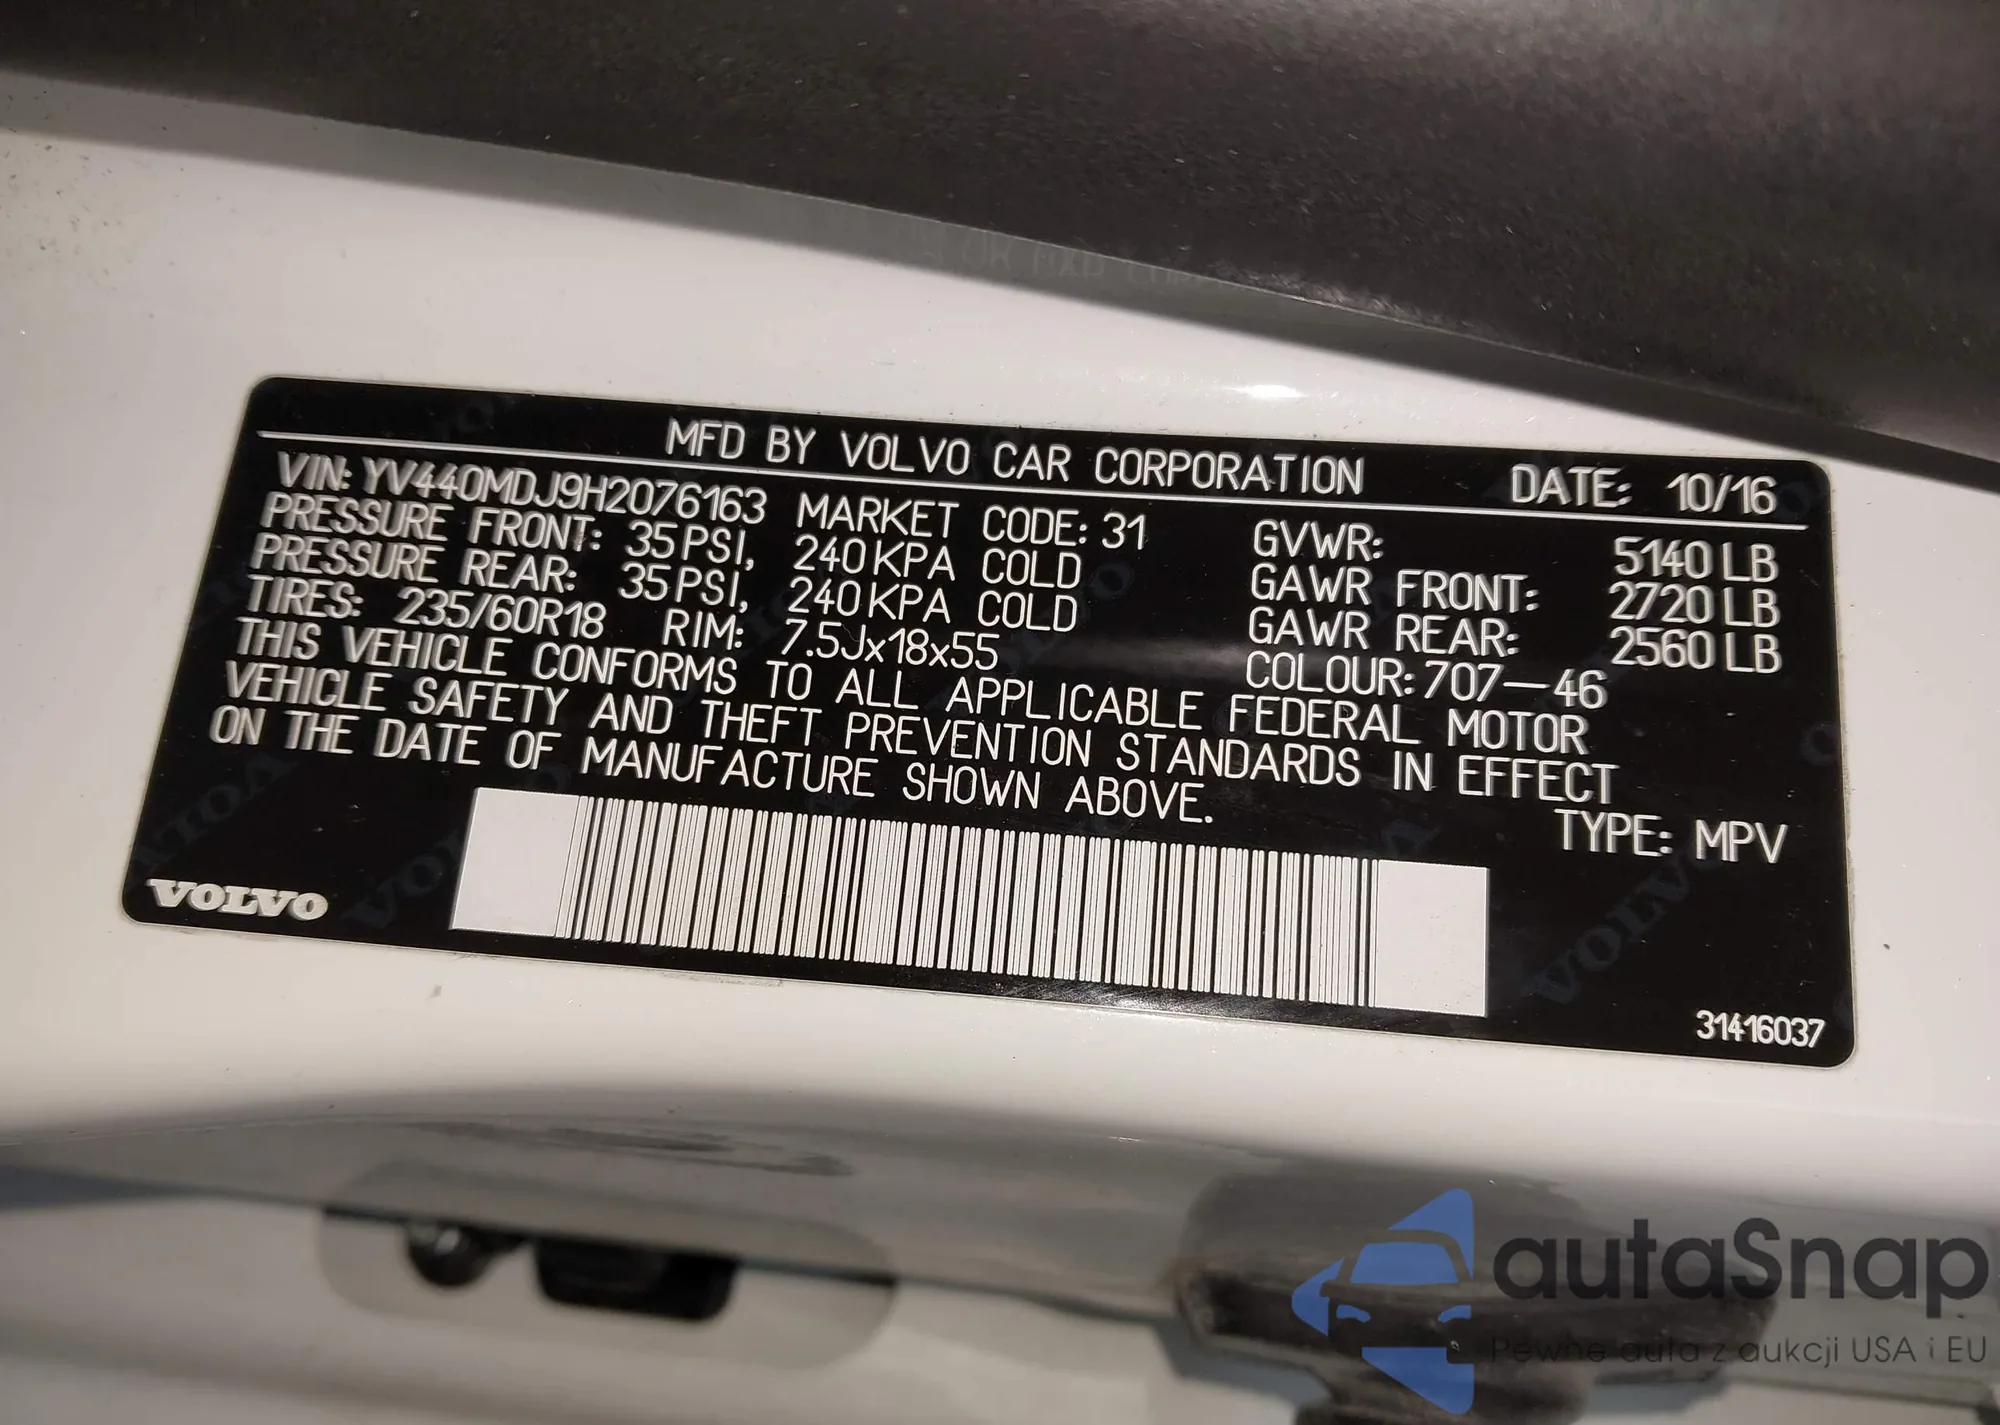 MFD BY VOLVO CAR CORPORATION DATE: 10/16
VIN: YV440MDJ9H2076163 MARKET CODE: 31 GVWR: 5140 LB
PRESSURE FRONT: 35 PSI, 240 KPA COLD GAWR FRONT: 2720 LB
PRESSURE REAR: 35 PSI, 240 KPA COLD GAWR REAR: 2560 LB
TIRES: 235/60R18 RIM: 7.5Jx18x55 COLOUR: 707-46
THIS VEHICLE CONFORMS TO ALL APPLICABLE FEDERAL MOTOR
VEHICLE SAFETY AND THEFT PREVENTION STANDARDS IN EFFECT
ON THE DATE OF MANUFACTURE SHOWN ABOVE.
TYPE: MPV
VOLVO
31416037
autaSnap
Pewne auta z aukcji USA i EU